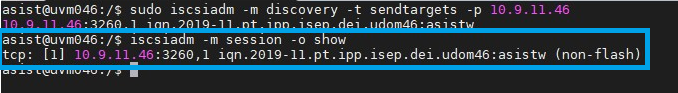 asist@uvm046:/$ sudo iscsiadm -m discovery -t sendtargets -p 10.9.11.46
10.9.11.46:3260,1 iqn.2019-11.pt.ipp.isep.dei.udom46:asistw
asist@uvm046:/$ iscsiadm -m session -o show
tcp: [1] 10.9.11.46:3260,1 iqn.2019-11.pt.ipp.isep.dei.udom46:asistw (non-flash)
asist@uvm046:/$